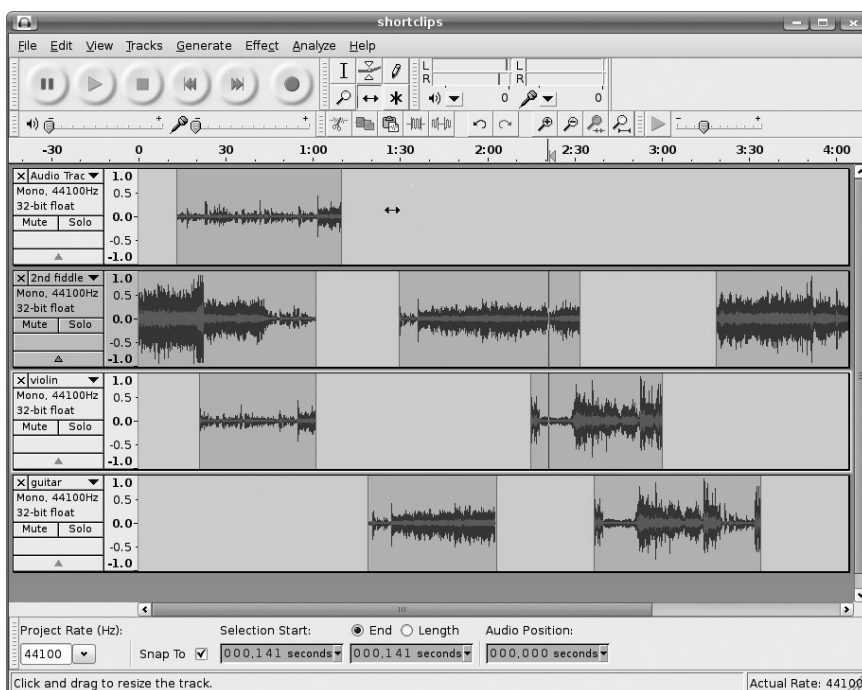 shortclips
File Edit View Tracks Generate Effect Analyze Help
L
R
L
R
0
0
-30 0 30 1:00 1:30 2:00 2:30 3:00 3:30 4:00
Audio Trac
Mono, 44100Hz
32-bit float
Mute Solo
1.0
0.5
0.0
-0.5
-1.0
2nd fiddle
Mono, 44100Hz
32-bit float
Mute Solo
1.0
0.5
0.0
-0.5
-1.0
violin
Mono, 44100Hz
32-bit float
Mute Solo
1.0
0.5
0.0
-0.5
-1.0
guitar
Mono, 44100Hz
32-bit float
Mute Solo
1.0
0.5
0.0
-0.5
-1.0
Project Rate (Hz): Selection Start: End Length Audio Position:
44100 Snap To 000,141 seconds 000,141 seconds 000,000 seconds
Click and drag to resize the track. Actual Rate: 44100